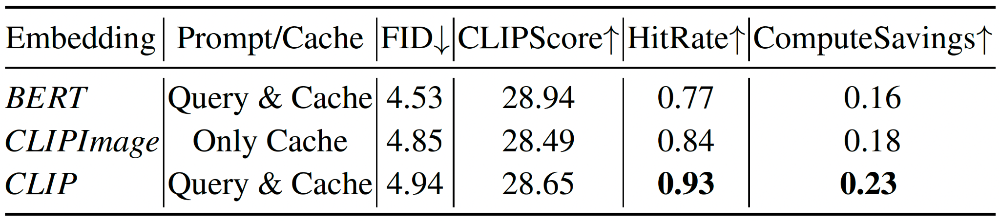 Embedding Prompt/Cache FID↓ CLIPScore↑ HitRate↑ ComputeSavings↑
BERT Query & Cache 4.53 28.94 0.77 0.16
CLIPImage Only Cache 4.85 28.49 0.84 0.18
CLIP Query & Cache 4.94 28.65 0.93 0.23